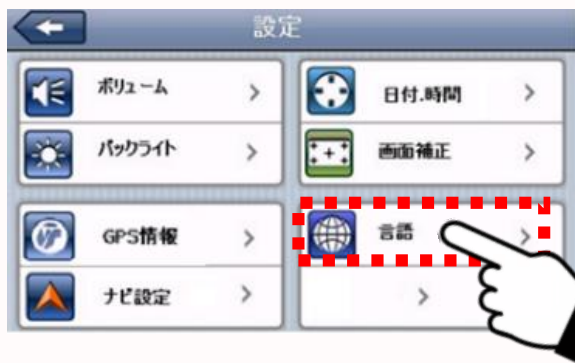 設定
ボリューム
日付.時間
バックライト
画面補正
GPS情報
言語
ナビ設定